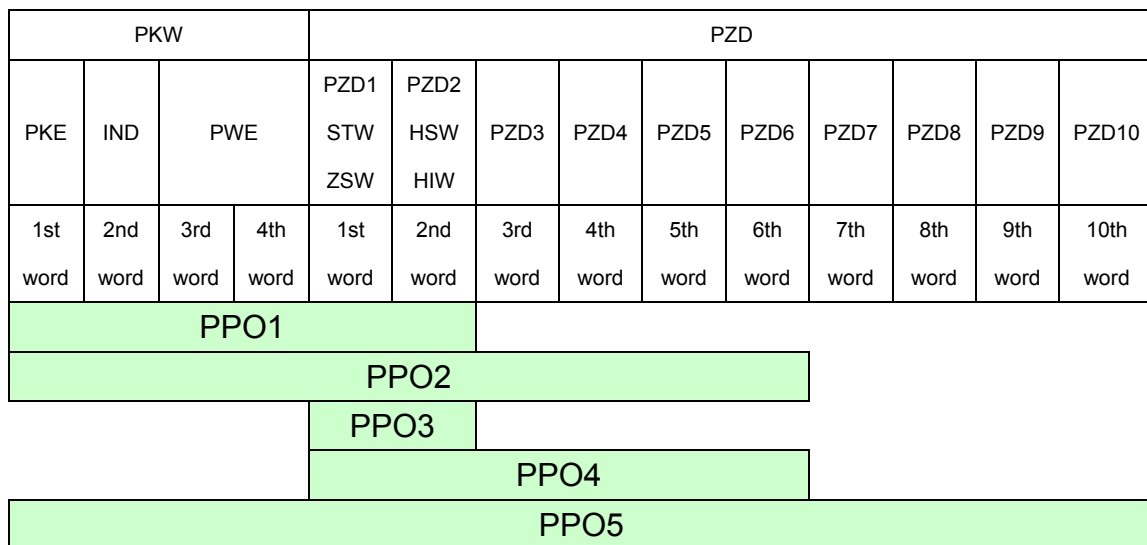 PKW PZD
PKE IND PWE PZD1 STW ZSW PZD2 HSW HIW PZD3 PZD4 PZD5 PZD6 PZD7 PZD8 PZD9 PZD10
1st word 2nd word 3rd word 4th word 1st word 2nd word 3rd word 4th word 5th word 6th word 7th word 8th word 9th word 10th word
PPO1
PPO2
PPO3
PPO4
PPO5